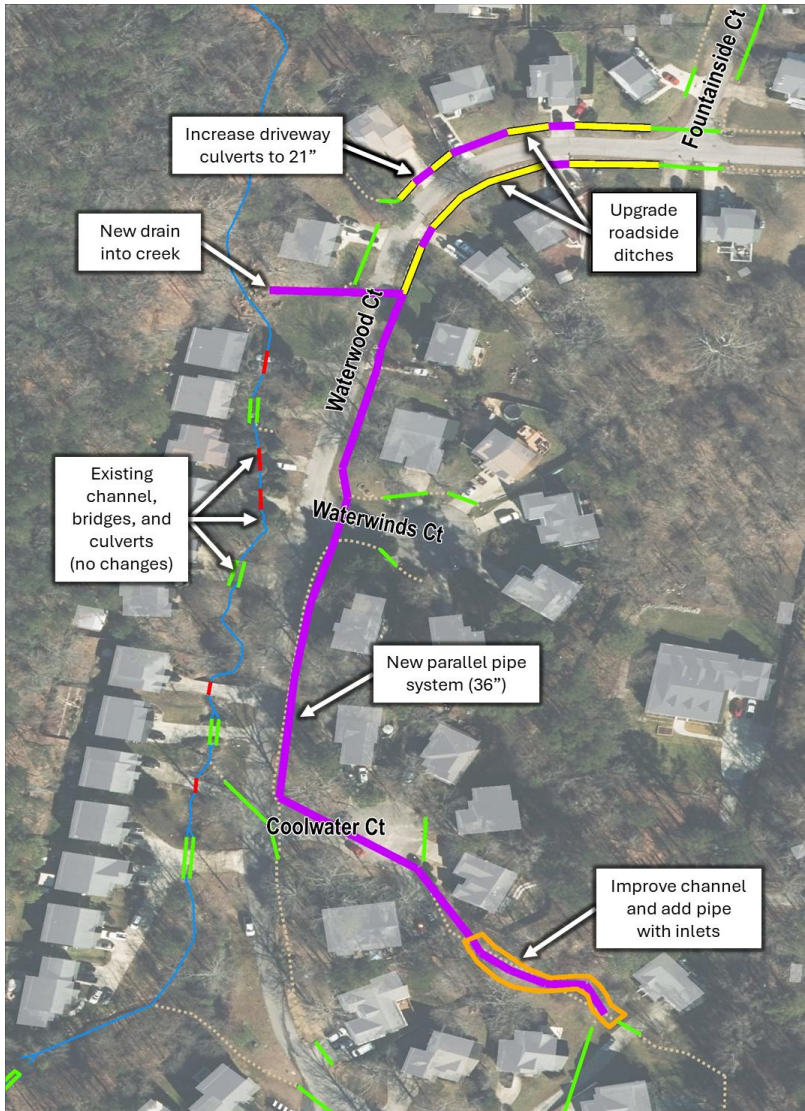 Fountainside Ct
Increase driveway
culverts to 21”
New drain
into creek
Upgrade
roadside
ditches
Waterwood Ct
Existing
channel,
bridges, and
culverts
(no changes)
Waterwinds Ct
New parallel pipe
system (36”)
Coolwater Ct
Improve channel
and add pipe
with inlets